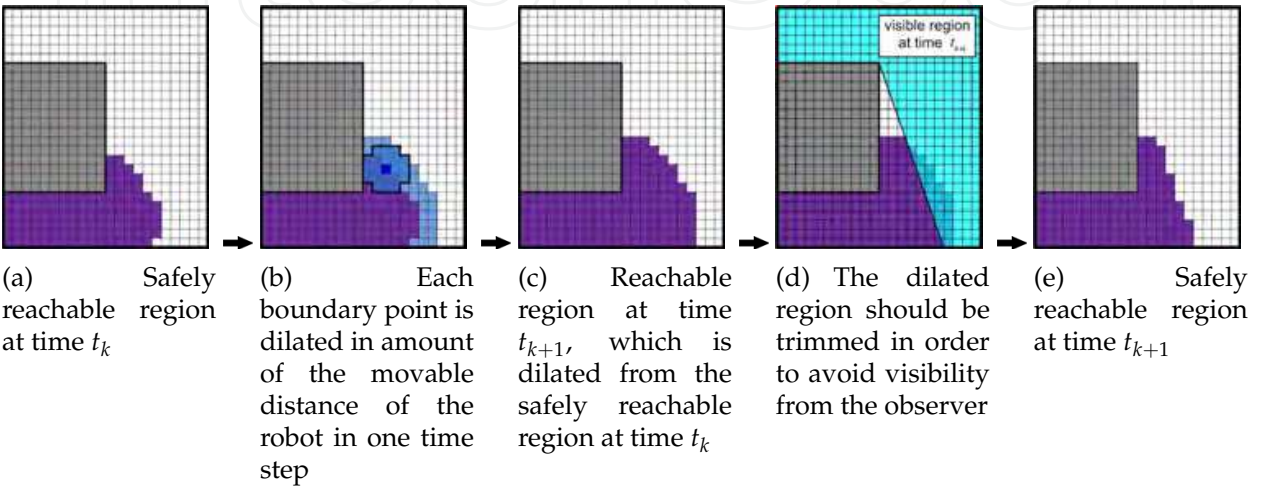 visible region
at time
(a) Safely
reachable region
at time t_k
(b) Each
boundary point is
dilated in amount
of the movable
distance of the
robot in one time
step
(c) Reachable
region at time
t_{k+1}, which is
dilated from the
safely reachable
region at time t_k
(d) The dilated
region should be
trimmed in order
to avoid visibility
from the observer
(e) Safely
reachable region
at time t_{k+1}